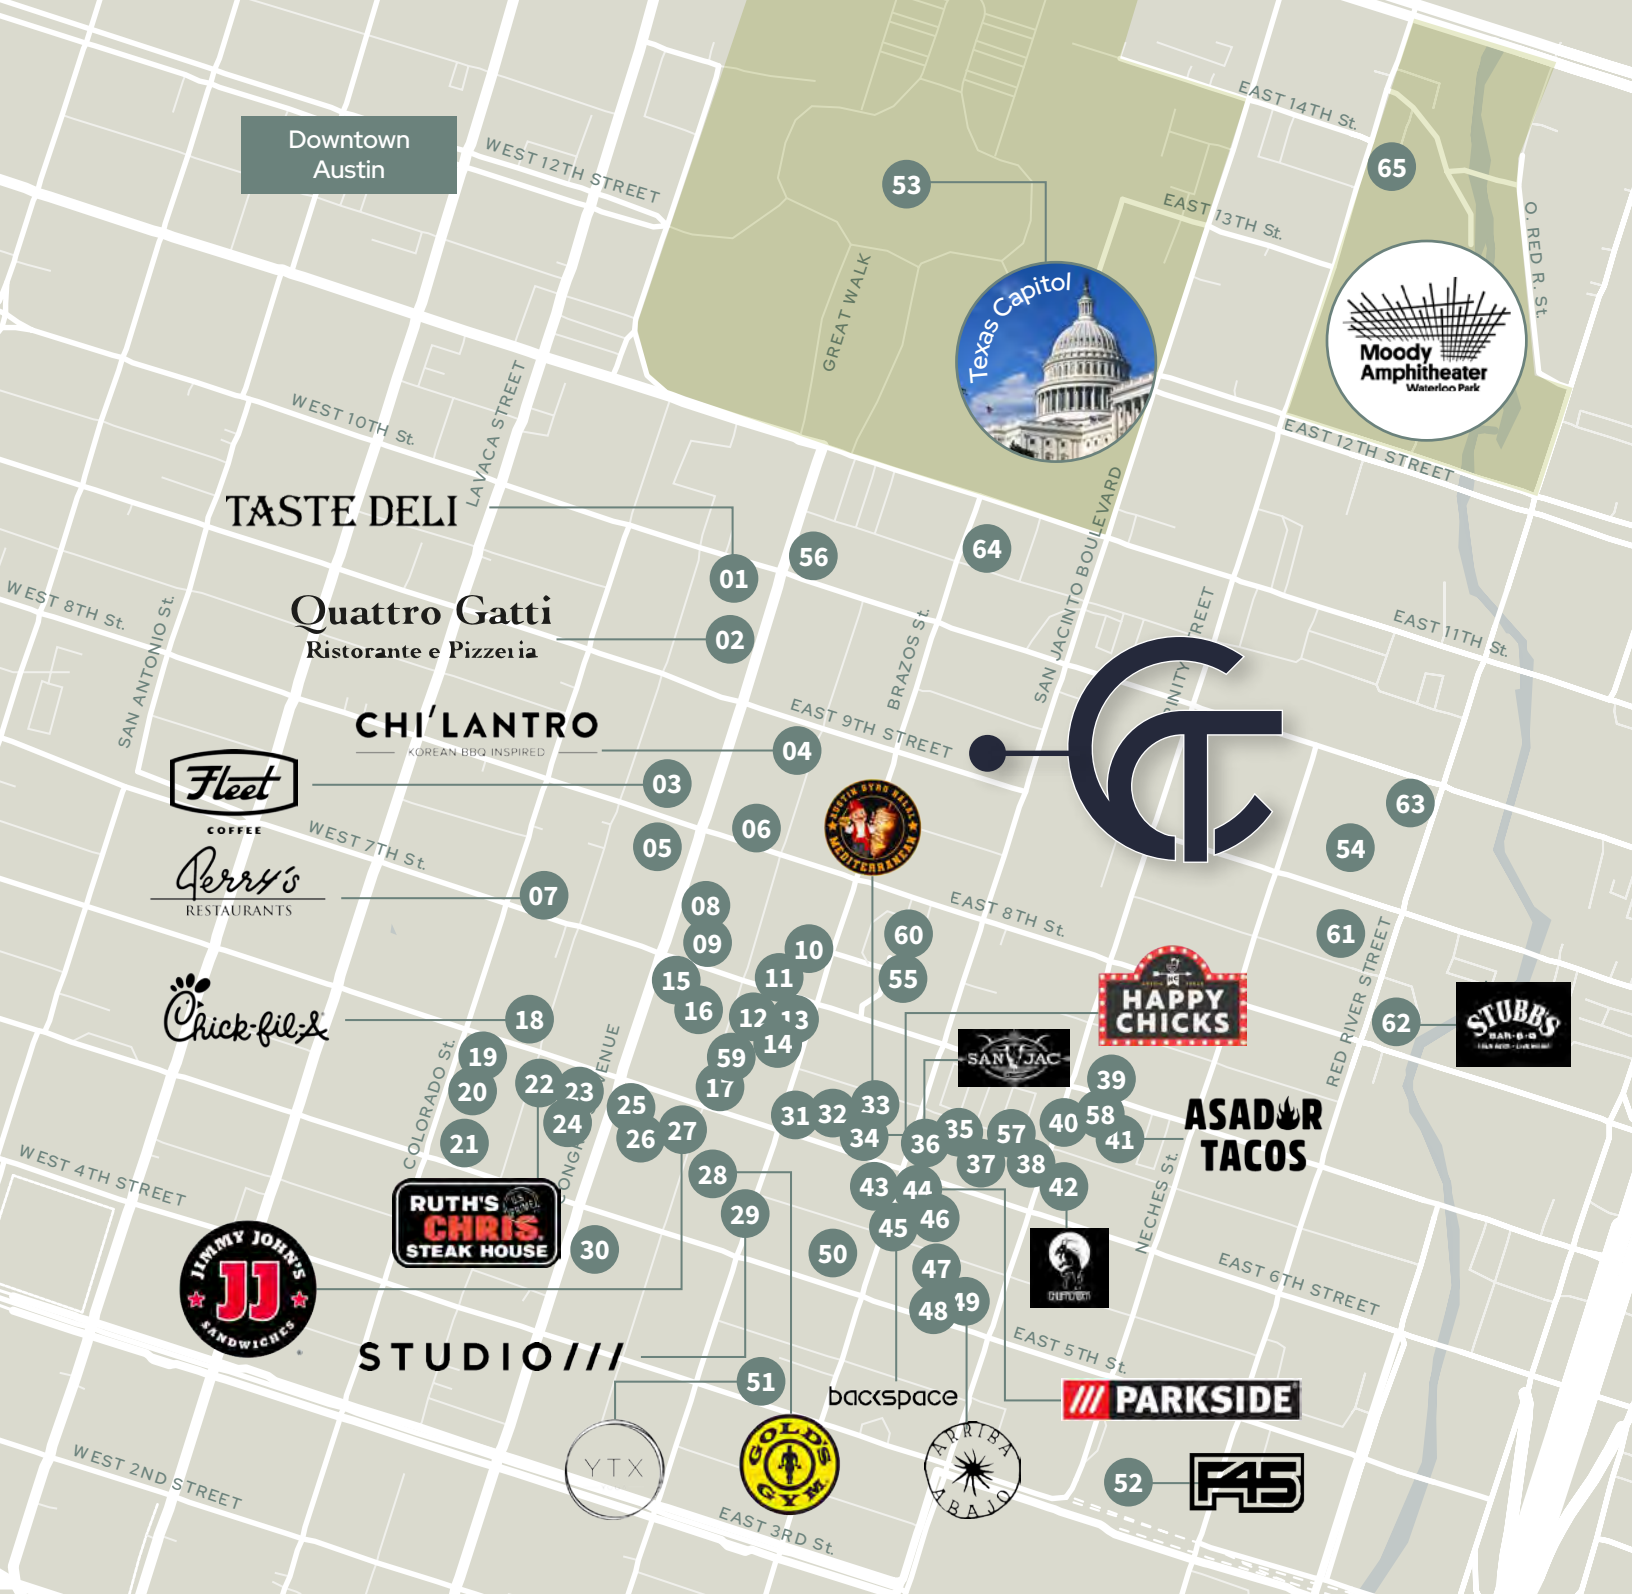 Downtown
Austin
WEST 12TH STREET
EAST 14TH St.
65
53
EAST 13TH St.
O. RED R. St.
GREAT WALK
Texas Capitol
Moody
Amphitheater
Waterloo Park
WEST 10TH St.
LAVACA STREET
EAST 12TH STREET
TASTE DELI
SAN JACINTO BOULEVARD
56
64
01
WEST 8TH St.
SAN ANTONIO St.
Quattro Gatti
Ristorante e Pizzeria
02
BRAZOS St.
EAST 11TH St.
CHI'LANTRO
KOREAN BBQ INSPIRED
04
EAST 9TH STREET
CT
Fleet
COFFEE
03
63
06
AUSTIN GYRO HALAL
MEDITERRANEAN
05
54
WEST 7TH St.
Perry's
RESTAURANTS
07
08
EAST 8TH St.
09
10
60
61
RED RIVER STREET
15
11
55
Chick-fil-A
18
16
12
13
HAPPY
CHICKS
62
STUBB'S
BAR-B-Q
14
59
SAN JAC
COLORADO St.
19
20
22
23
17
39
25
31
32
33
58
ASADOR
TACOS
24
26
27
34
36
35
57
40
41
21
37
38
NECHES St.
WEST 4TH STREET
28
43
44
42
RUTH'S
U.S. PRIME
CHRIS
STEAK HOUSE
29
45
46
30
50
47
JIMMY JOHN'S
JJ
SANDWICHES
48
49
EAST 6TH STREET
EAST 5TH St.
STUDIO///
51
backspace
PARKSIDE
YTX
GOLD'S
GYM
ARRIBA
ABAJO
52
F45
WEST 2ND STREET
EAST 3RD St.